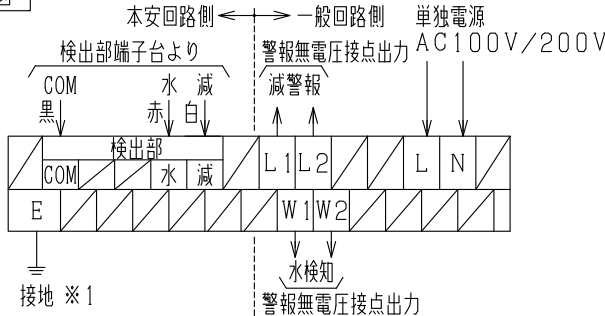 本安回路側 一般回路側 単独電源
検出部端子台より 警報無電圧接点出力 AC100V/200V
COM 水 減 減警報
黒 赤 白
検出部 L1 L2 L N
COM 水 減
E W1 W2
水検知
接地 ※1 警報無電圧接点出力